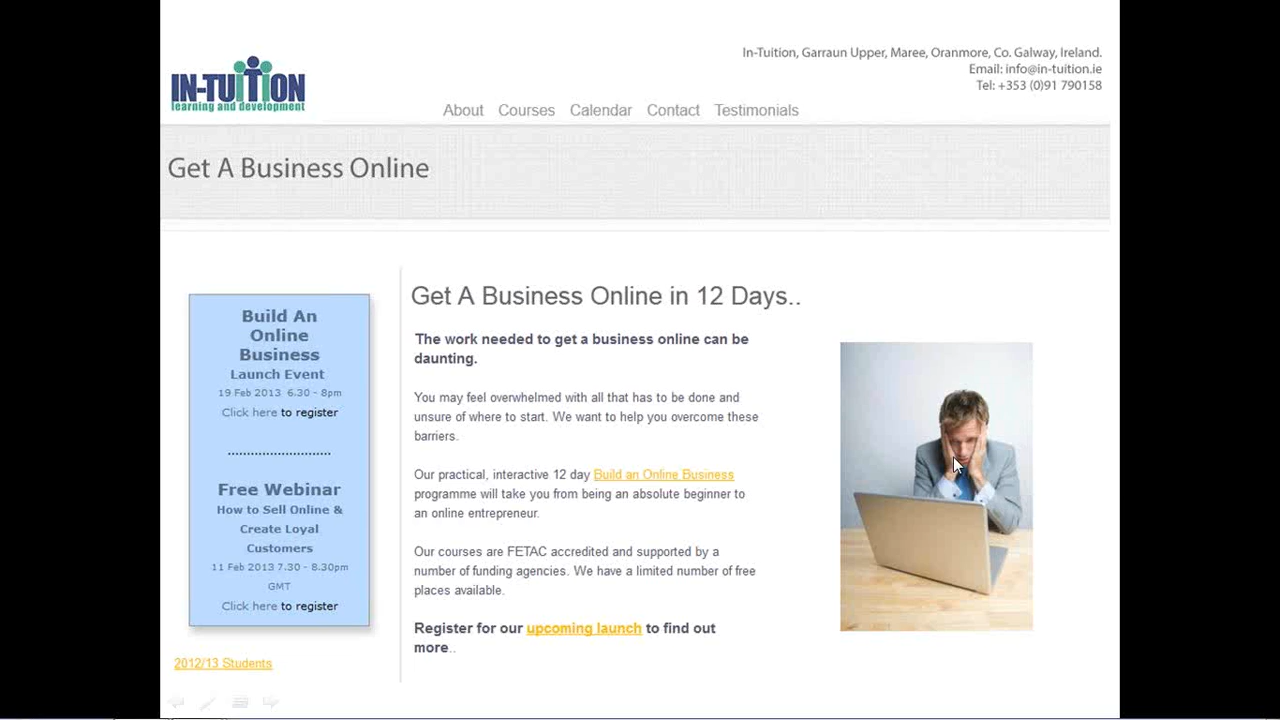 IN-TUITION
learning and development
In-Tuition, Garraun Upper, Maree, Oranmore, Co. Galway, Ireland.
Email: info@in-tuition.ie
Tel: +353 (0)91 790158
About Courses Calendar Contact Testimonials
Get A Business Online
Build An
Online
Business
Launch Event
19 Feb 2013 6.30 - 8pm
Click here to register
Free Webinar
How to Sell Online &
Create Loyal
Customers
11 Feb 2013 7.30 - 8.30pm
GMT
Click here to register
2012/13 Students
Get A Business Online in 12 Days..
The work needed to get a business online can be
daunting.
You may feel overwhelmed with all that has to be done and
unsure of where to start. We want to help you overcome these
barriers.
Our practical, interactive 12 day Build an Online Business
programme will take you from being an absolute beginner to
an online entrepreneur.
Our courses are FETAC accredited and supported by a
number of funding agencies. We have a limited number of free
places available.
Register for our upcoming launch to find out
more..